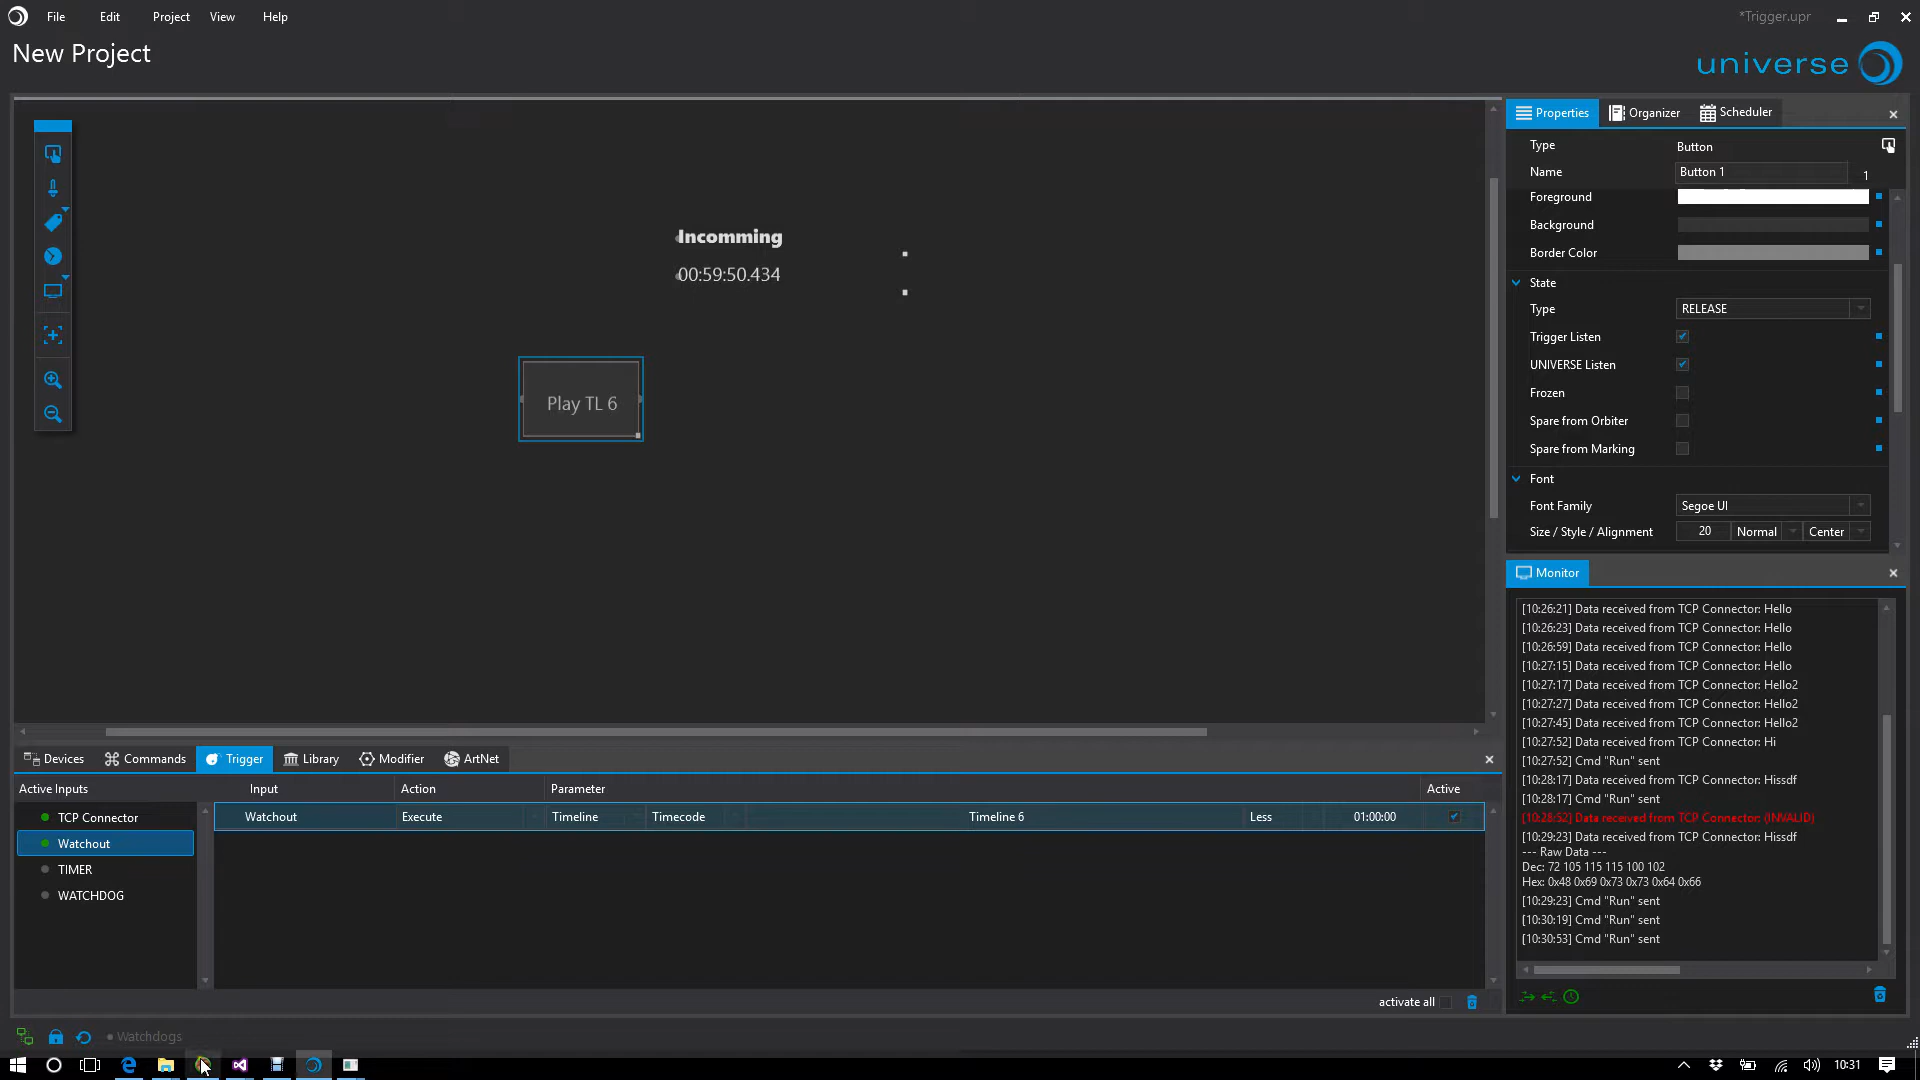 File Edit Project View Help
*Trigger.upr
New Project
universe
Properties Organizer Scheduler
Type Button
Name Button 1 1
Foreground
Background
Border Color
State
Type RELEASE
Trigger Listen
UNIVERSE Listen
Frozen
Spare from Orbiter
Spare from Marking
Font
Font Family Segoe UI
Size / Style / Alignment 20 Normal Center
Incomming
00:59:50.434
Play TL 6
Monitor
[10:26:21] Data received from TCP Connector: Hello
[10:26:23] Data received from TCP Connector: Hello
[10:26:59] Data received from TCP Connector: Hello
[10:27:15] Data received from TCP Connector: Hello
[10:27:17] Data received from TCP Connector: Hello2
[10:27:27] Data received from TCP Connector: Hello2
[10:27:45] Data received from TCP Connector: Hello2
[10:27:52] Data received from TCP Connector: Hi
[10:27:52] Cmd "Run" sent
[10:28:17] Data received from TCP Connector: Hissdf
[10:28:17] Cmd "Run" sent
[10:28:52] Data received from TCP Connector: (INVALID)
[10:29:23] Data received from TCP Connector: Hissdf
--- Raw Data ---
Dec: 72 105 115 115 100 102
Hex: 0x48 0x69 0x73 0x73 0x64 0x66
[10:29:23] Cmd "Run" sent
[10:30:19] Cmd "Run" sent
[10:30:53] Cmd "Run" sent
Devices Commands Trigger Library Modifier ArtNet
Active Inputs Input Action Parameter Active
TCP Connector
Watchout
TIMER
WATCHDOG
Watchout Execute Timeline Timecode Timeline 6 Less 01:00:00
activate all
Watchdogs
10:31